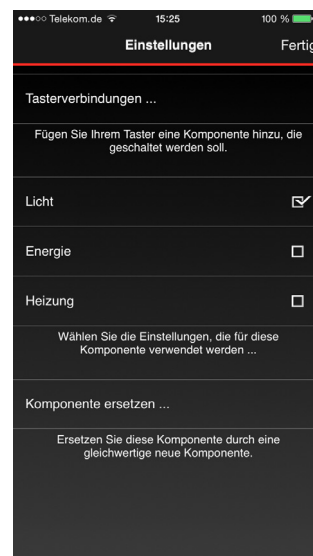 Telekom.de 15:25 100 %
Einstellungen Fertig
Tasterverbindungen ...
Fügen Sie Ihrem Taster eine Komponente hinzu, die
geschaltet werden soll.
Licht
Energie
Heizung
Wählen Sie die Einstellungen, die für diese
Komponente verwendet werden ...
Komponente ersetzen ...
Ersetzen Sie diese Komponente durch eine
gleichwertige neue Komponente.